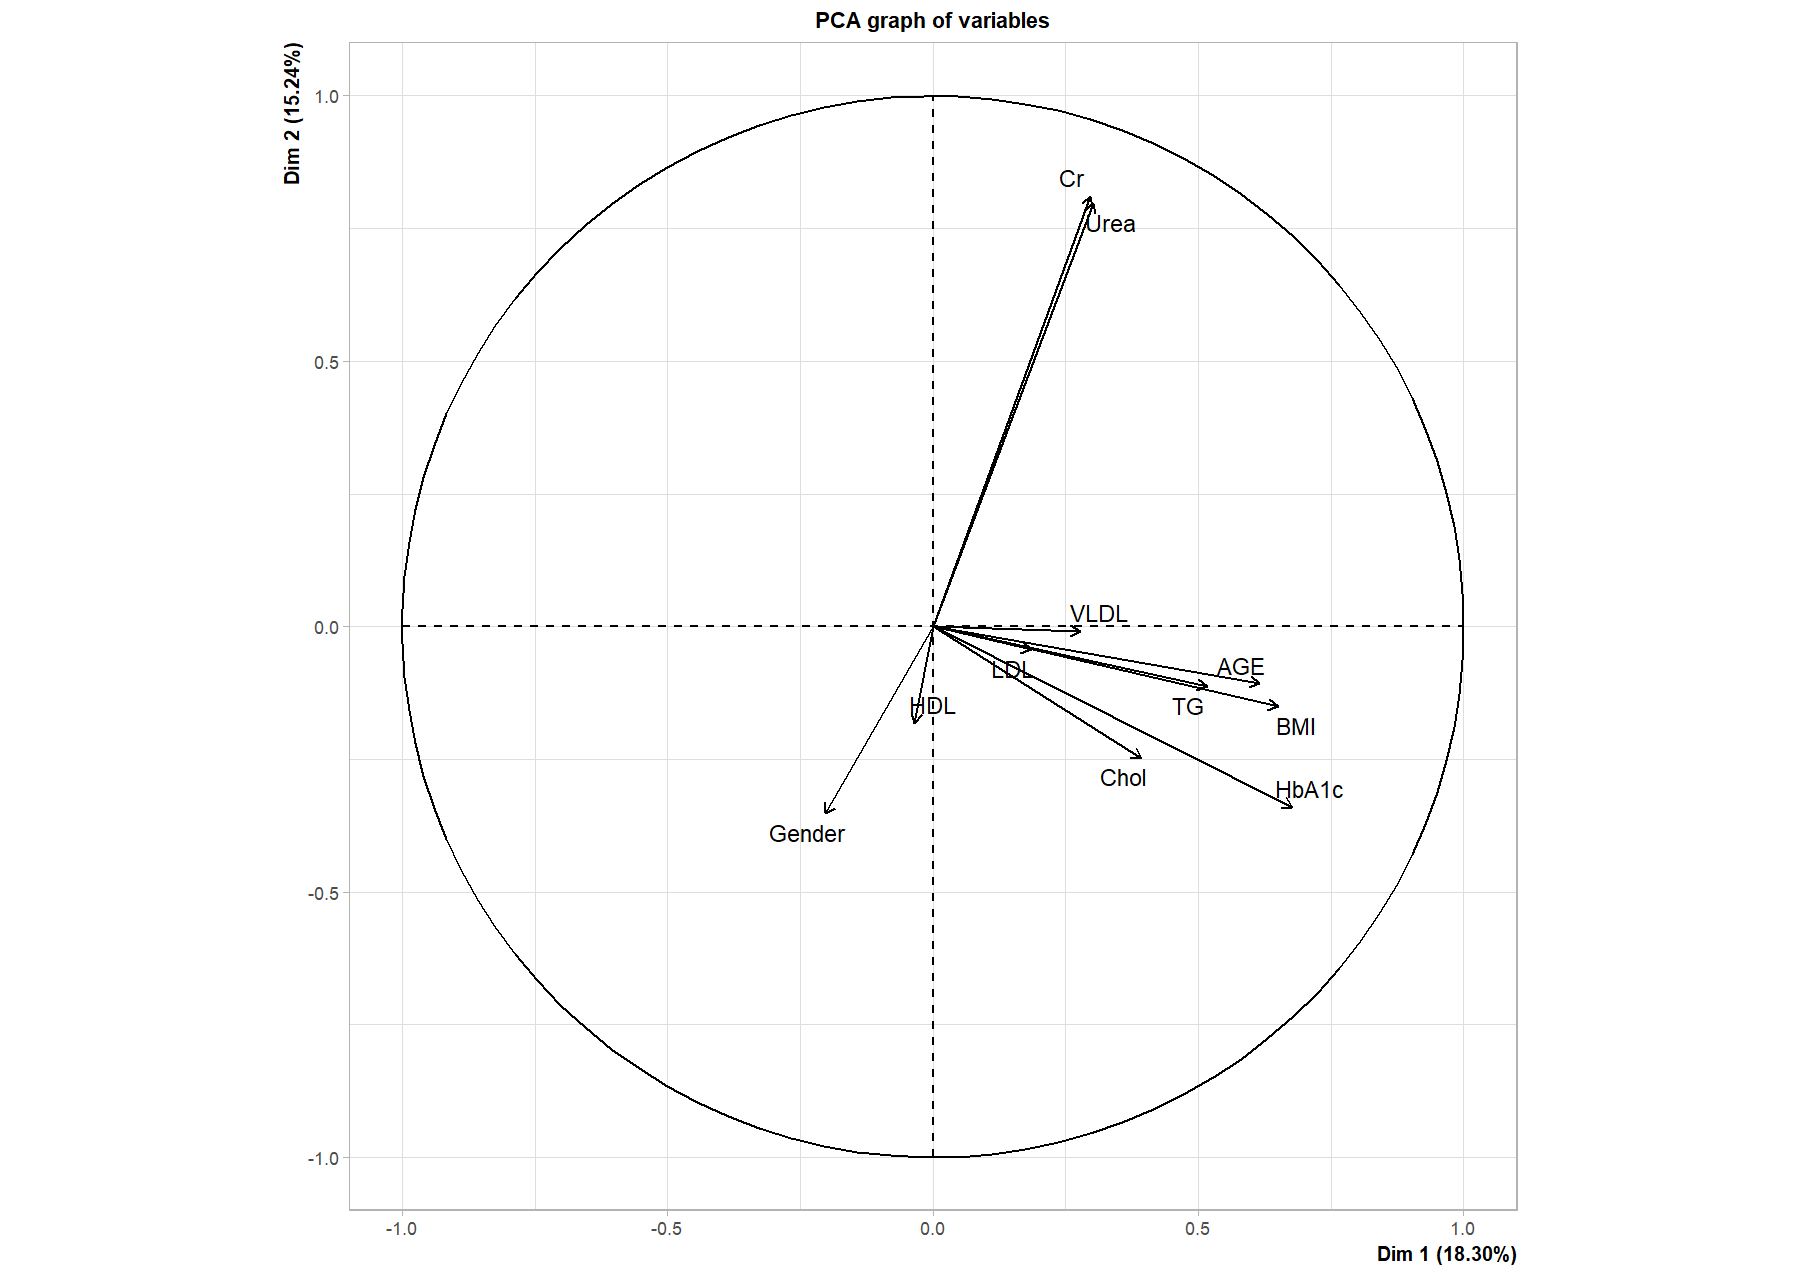 PCA graph of variables
Dim 2 (15.24%)
1.0
0.5
0.0
-0.5
-1.0
Cr
Urea
VLDL
LDL
AGE
TG
HDL
BMI
Chol
HbA1c
Gender
-1.0
-0.5
0.0
0.5
1.0
Dim 1 (18.30%)